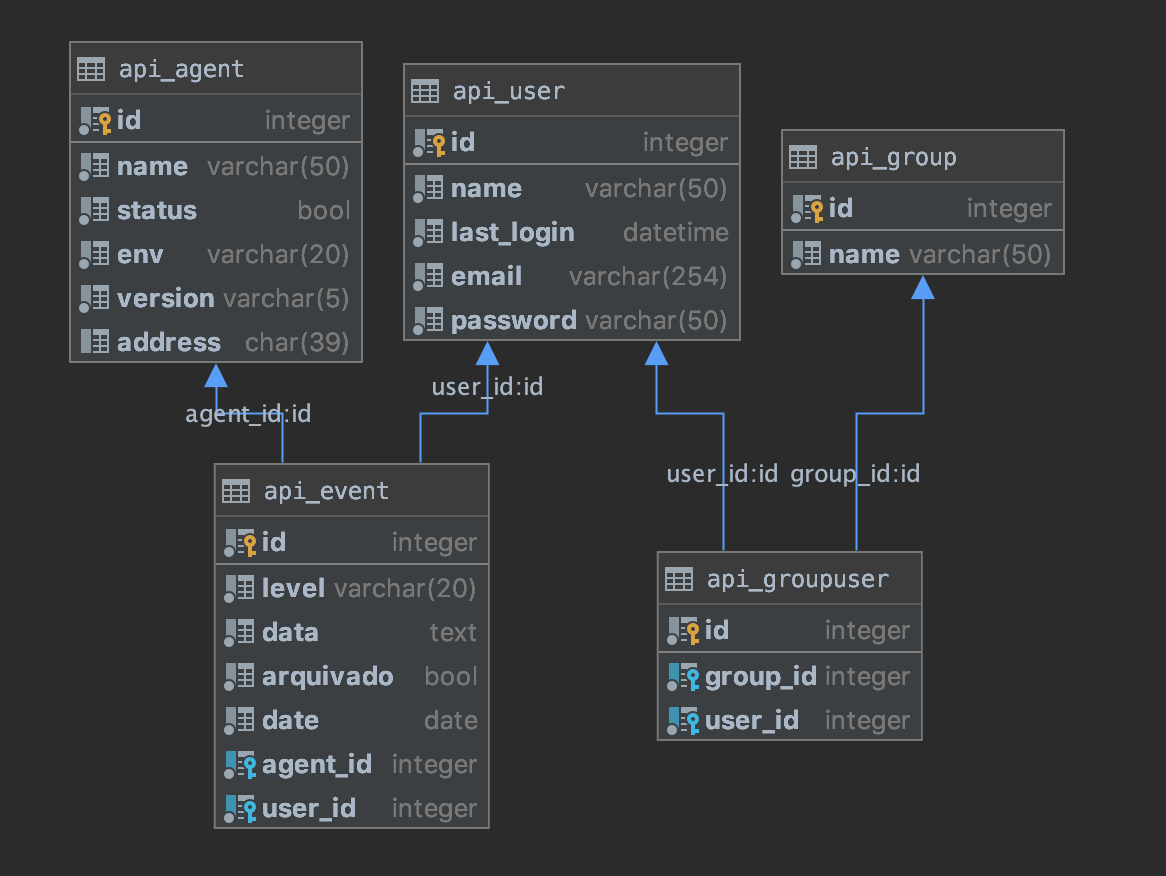 api_agent
id integer
name varchar(50)
status bool
env varchar(20)
version varchar(5)
address char(39)
api_user
id integer
name varchar(50)
last_login datetime
email varchar(254)
password varchar(50)
api_group
id integer
name varchar(50)
agent_id:id
user_id:id
user_id:id
group_id:id
api_event
id integer
level varchar(20)
data text
arquivado bool
date date
agent_id integer
user_id integer
api_groupuser
id integer
group_id integer
user_id integer